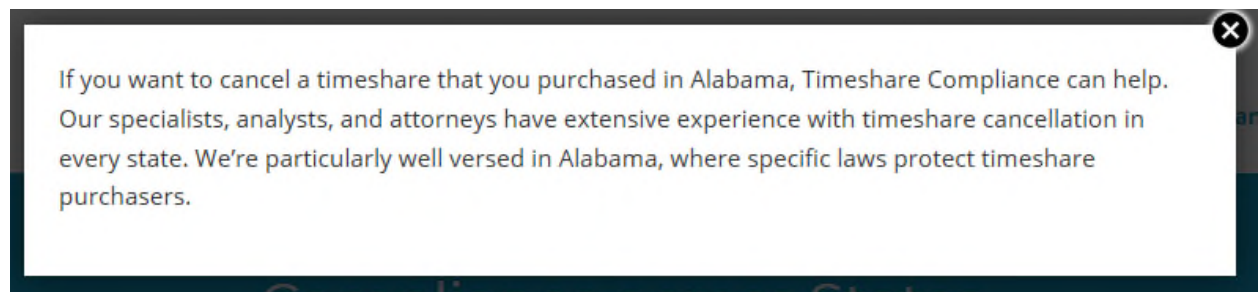 If you want to cancel a timeshare that you purchased in Alabama, Timeshare Compliance can help.
Our specialists, analysts, and attorneys have extensive experience with timeshare cancellation in
every state. We’re particularly well versed in Alabama, where specific laws protect timeshare
purchasers.